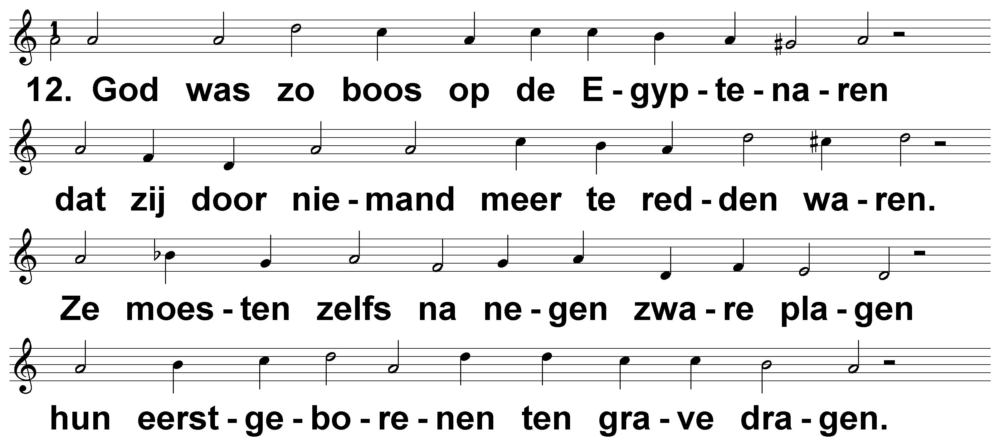 1
12. God was zo boos op de E - gyp - te - na - ren
dat zij door nie - mand meer te red - den wa - ren.
Ze moes - ten zelfs na ne - gen zwa - re pla - gen
hun eerst - ge - bo - re - nen ten gra - ve dra - gen.